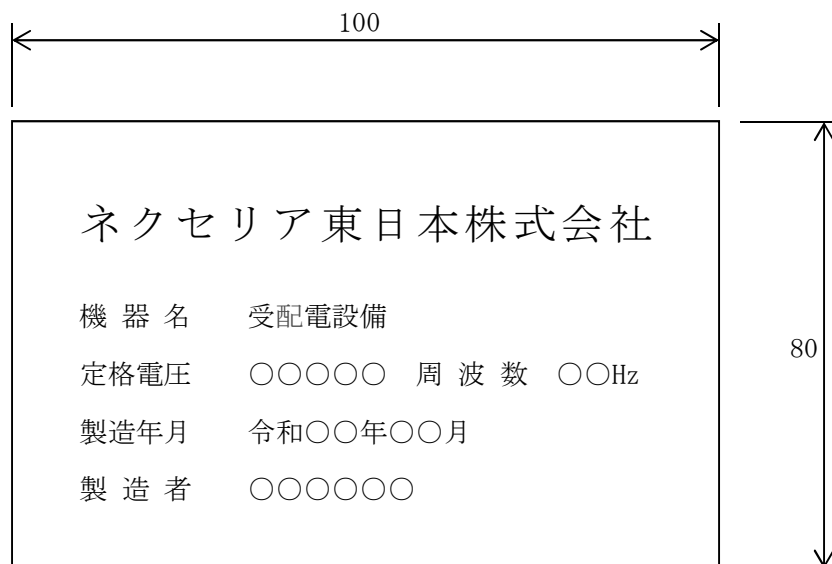 100
ネクセリア東日本株式会社
機 器 名 受配電設備
定格電圧 ○○○○○ 周 波 数 ○○Hz
80
製造年月 令和○○年○○月
製 造 者 ○○○○○○